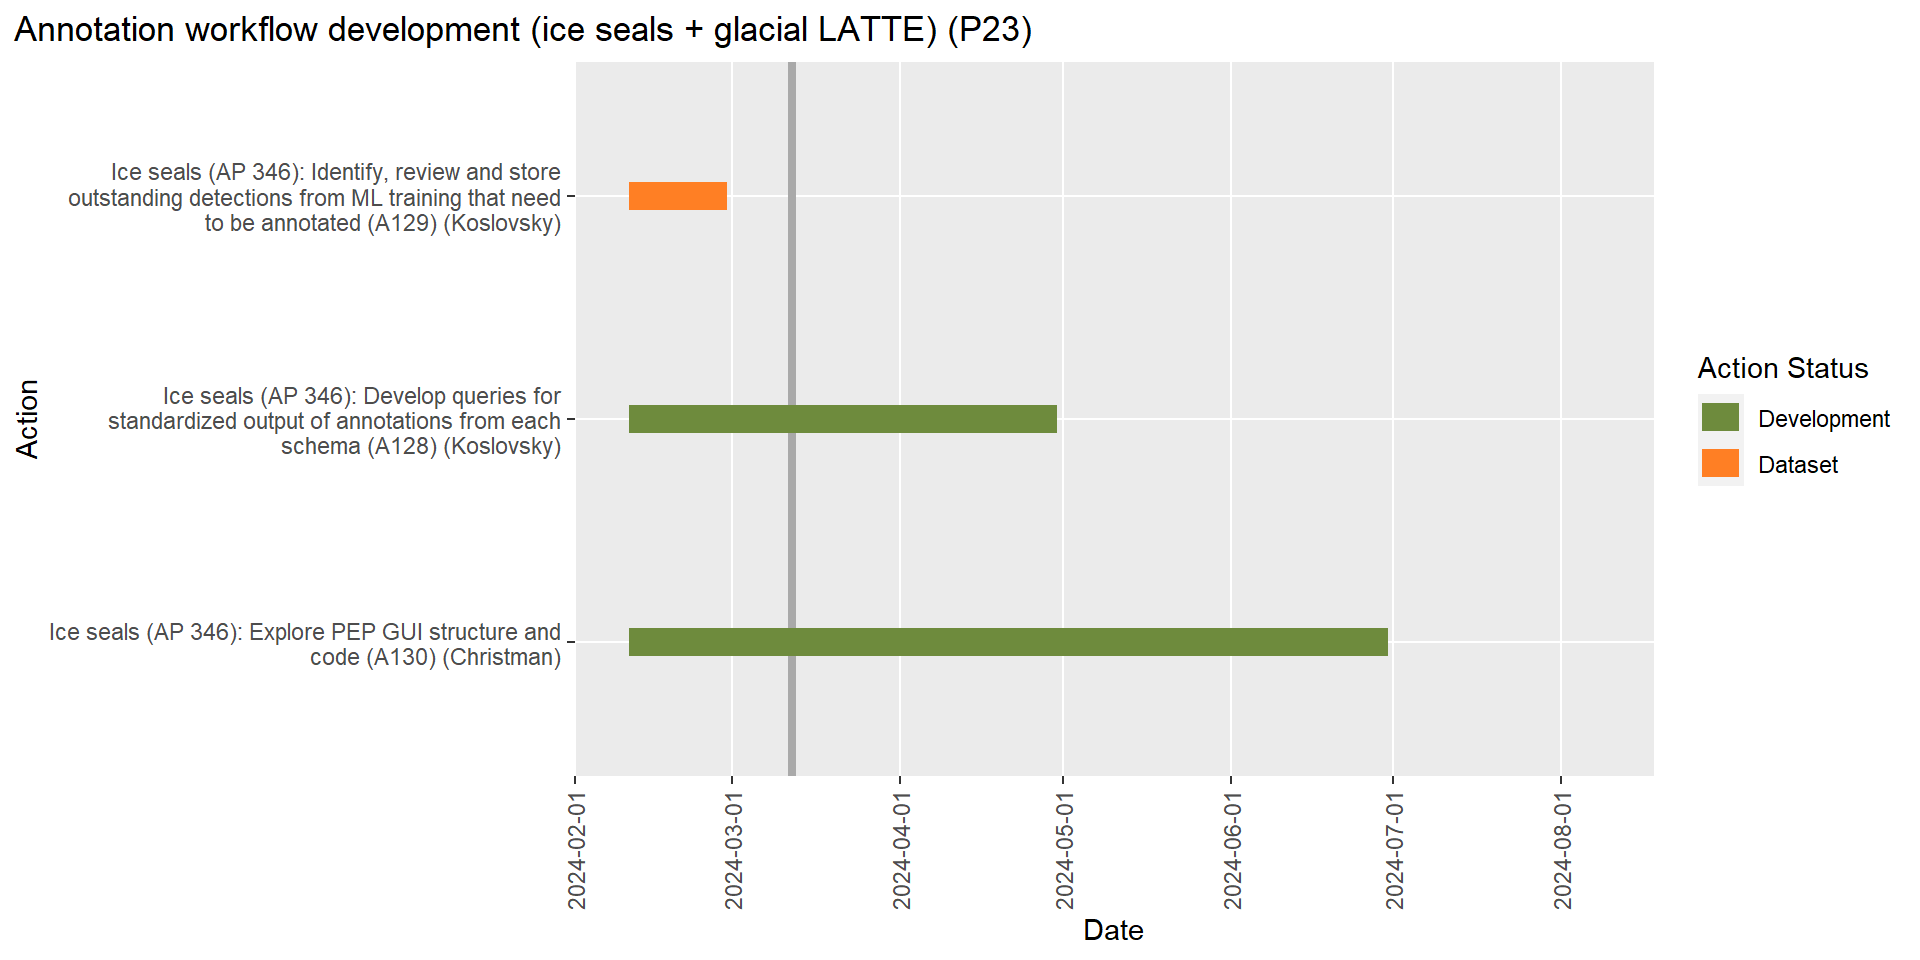 Annotation workflow development (ice seals + glacial LATTE) (P23)
Ice seals (AP 346): Identify, review and store
outstanding detections from ML training that need
to be annotated (A129) (Koslovsky)
Ice seals (AP 346): Develop queries for
standardized output of annotations from each
schema (A128) (Koslovsky)
Ice seals (AP 346): Explore PEP GUI structure and
code (A130) (Christman)
Action
2024-02-01
2024-03-01
2024-04-01
2024-05-01
2024-06-01
2024-07-01
2024-08-01
Date
Action Status
Development
Dataset